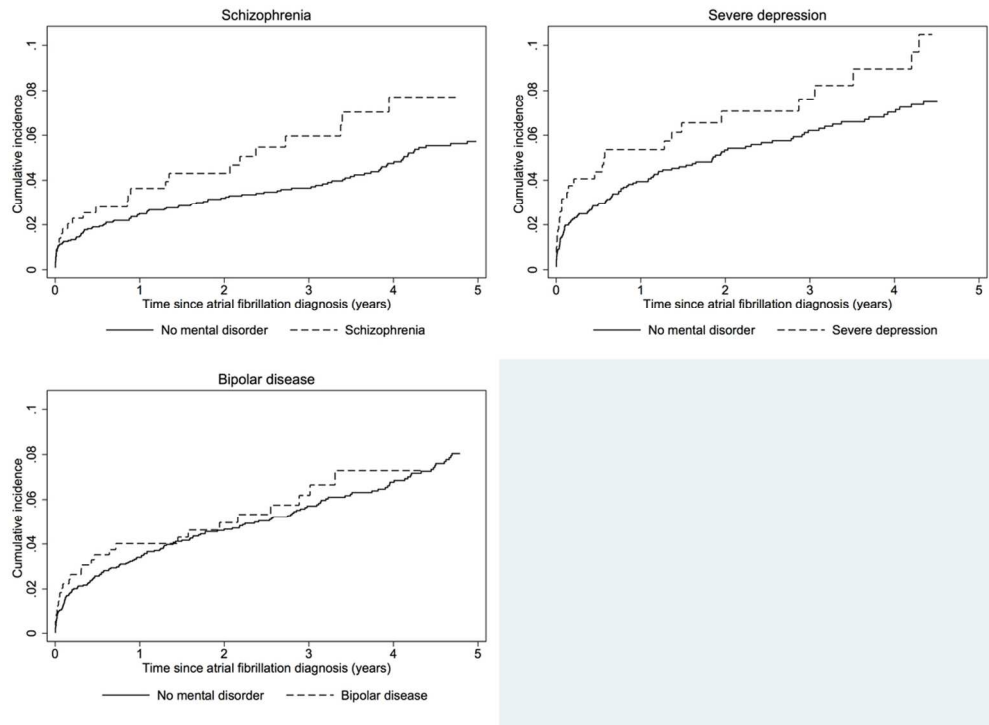 Schizophrenia
Cumulative incidence
.1
.08
.06
.04
.02
0
0 1 2 3 4 5
Time since atrial fibrillation diagnosis (years)
No mental disorder Schizophrenia
Severe depression
Cumulative incidence
.1
.08
.06
.04
.02
0
0 1 2 3 4 5
Time since atrial fibrillation diagnosis (years)
No mental disorder Severe depression
Bipolar disease
Cumulative incidence
.1
.08
.06
.04
.02
0
0 1 2 3 4 5
Time since atrial fibrillation diagnosis (years)
No mental disorder Bipolar disease